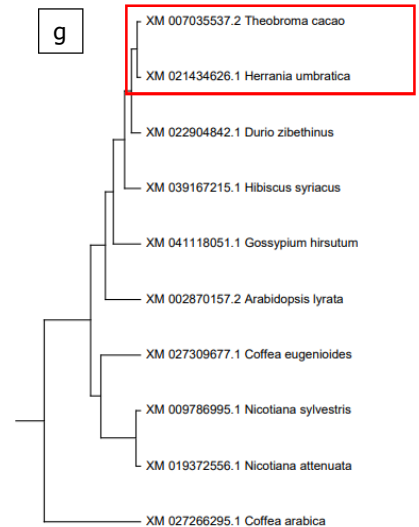 g
XM 007035537.2 Theobroma cacao
XM 021434626.1 Herrania umbratica
XM 022904842.1 Durio zibethinus
XM 039167215.1 Hibiscus syriacus
XM 041118051.1 Gossypium hirsutum
XM 002870157.2 Arabidopsis lyrata
XM 027309677.1 Coffea eugenioides
XM 009786995.1 Nicotiana sylvestris
XM 019372556.1 Nicotiana attenuata
XM 027266295.1 Coffea arabica